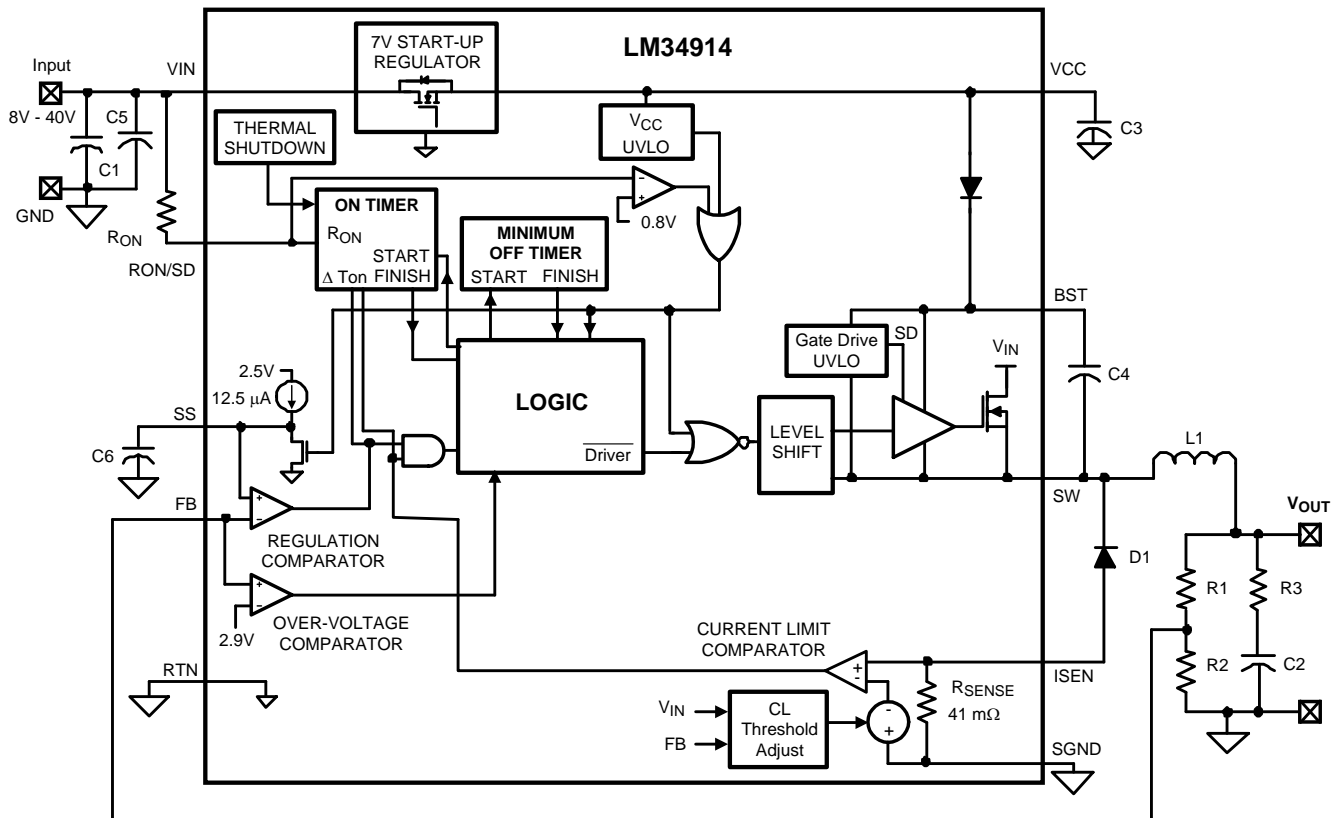 LM34914
7V START-UP
REGULATOR
Input
VIN
VCC
8V - 40V
C5
C1
GND
THERMAL
SHUTDOWN
VCC
UVLO
C3
0.8V
RON
RON/SD
ON TIMER
RON
START
Δ Ton
FINISH
MINIMUM
OFF TIMER
START
FINISH
BST
Gate Drive
UVLO
SD
VIN
C4
2.5V
12.5 μA
SS
C6
LOGIC
Driver
LEVEL
SHIFT
L1
SW
FB
VOUT
REGULATION
COMPARATOR
D1
R1
R3
2.9V
OVER-VOLTAGE
COMPARATOR
CURRENT LIMIT
COMPARATOR
R2
C2
RTN
ISEN
RSENSE
41 mΩ
VIN
FB
CL
Threshold
Adjust
SGND
+
-
+
-
+
-
+
-
-
+